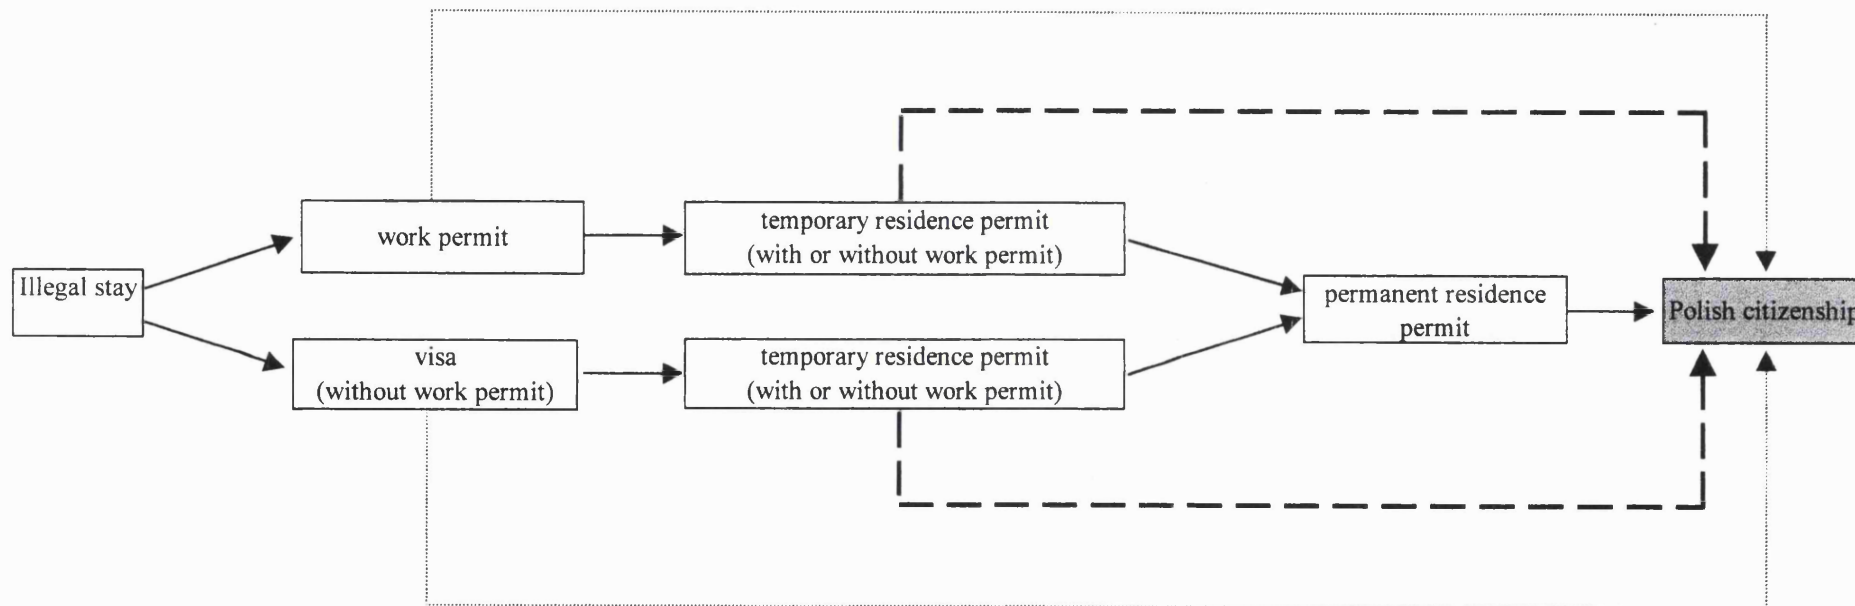 Illegal stay
work permit
temporary residence permit
(with or without work permit)
visa
(without work permit)
temporary residence permit
(with or without work permit)
permanent residence
permit
Polish citizenship